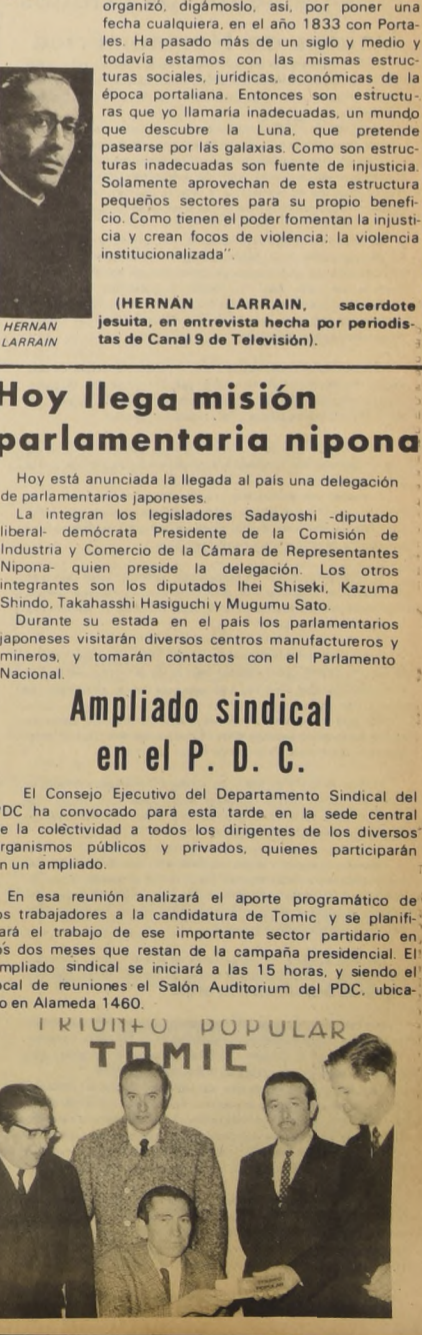 organizó, digámoslo, así, por poner una
fecha cualquiera, en el año 1833 con Porta-
les. Ha pasado más de un siglo y medio y
todavía estamos con las mismas estruc-
turas sociales, jurídicas, económicas de la
época portaliana. Entonces son estructu-
ras que yo llamaría inadecuadas, un mundo
que descubre la Luna, que pretende
pasearse por las galaxias. Como son estruc-
turas inadecuadas son fuente de injusticia.
Solamente aprovechan de esta estructura
pequeños sectores para su propio benefi-
cio. Como tienen el poder fomentan la injusti-
cia y crean focos de violencia; la violencia
institucionalizada".
HERNAN
LARRAIN
(HERNAN LARRAIN, sacerdote
jesuita, en entrevista hecha por periodis-
tas de Canal 9 de Televisión).
Hoy llega misión
parlamentaria nipona
Hoy está anunciada la llegada al país una delegación
de parlamentarios japoneses.
La integran los legisladores Sadayoshi -diputado
liberal- demócrata Presidente de la Comisión de
Industria y Comercio de la Cámara de Representantes
Nipona- quien preside la delegación. Los otros
integrantes son los diputados Ihei Shiseki, Kazuma
Shindo, Takahasshi Hasiguchi y Mugumu Sato.
Durante su estada en el país los parlamentarios
japoneses visitarán diversos centros manufactureros y
mineros, y tomarán contactos con el Parlamento
Nacional.
Ampliado sindical
en el P. D. C.
El Consejo Ejecutivo del Departamento Sindical del
PDC ha convocado para esta tarde en la sede central
e la colectividad a todos los dirigentes de los diversos
rganismos públicos y privados, quienes participarán
n un ampliado.
En esa reunión analizará el aporte programático de
os trabajadores a la candidatura de Tomic y se planifi-
ará el trabajo de ese importante sector partidario en
os dos meses que restan de la campaña presidencial. El
mpliado sindical se iniciará a las 15 horas, y siendo el
ocal de reuniones el Salón Auditorium del PDC, ubica-
o en Alameda 1460.
TRIUNFO POPULAR
TOMIC